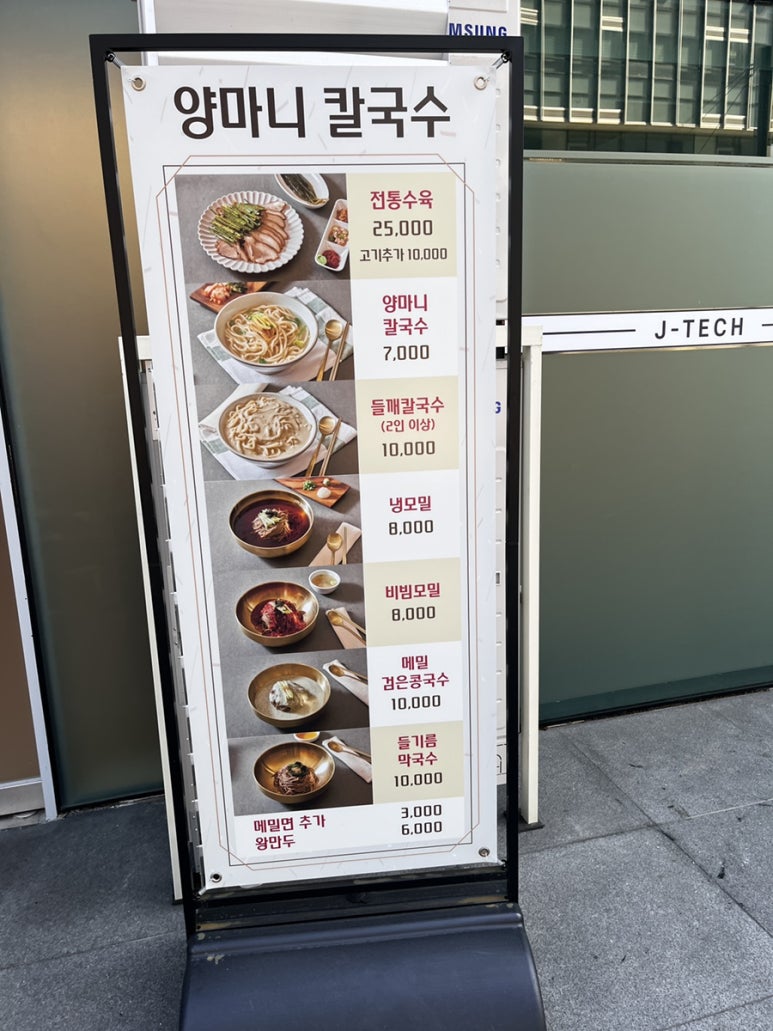 MSUNG
양마니 칼국수
전통수육
25,000
고기추가 10,000
양마니
칼국수
7,000
J-TECH
들깨칼국수
(2인 이상)
10,000
냉모밀
8,000
비빔모밀
8,000
메밀
검은콩국수
10,000
들기름
막국수
10,000
메밀면 추가 3,000
왕만두 6,000